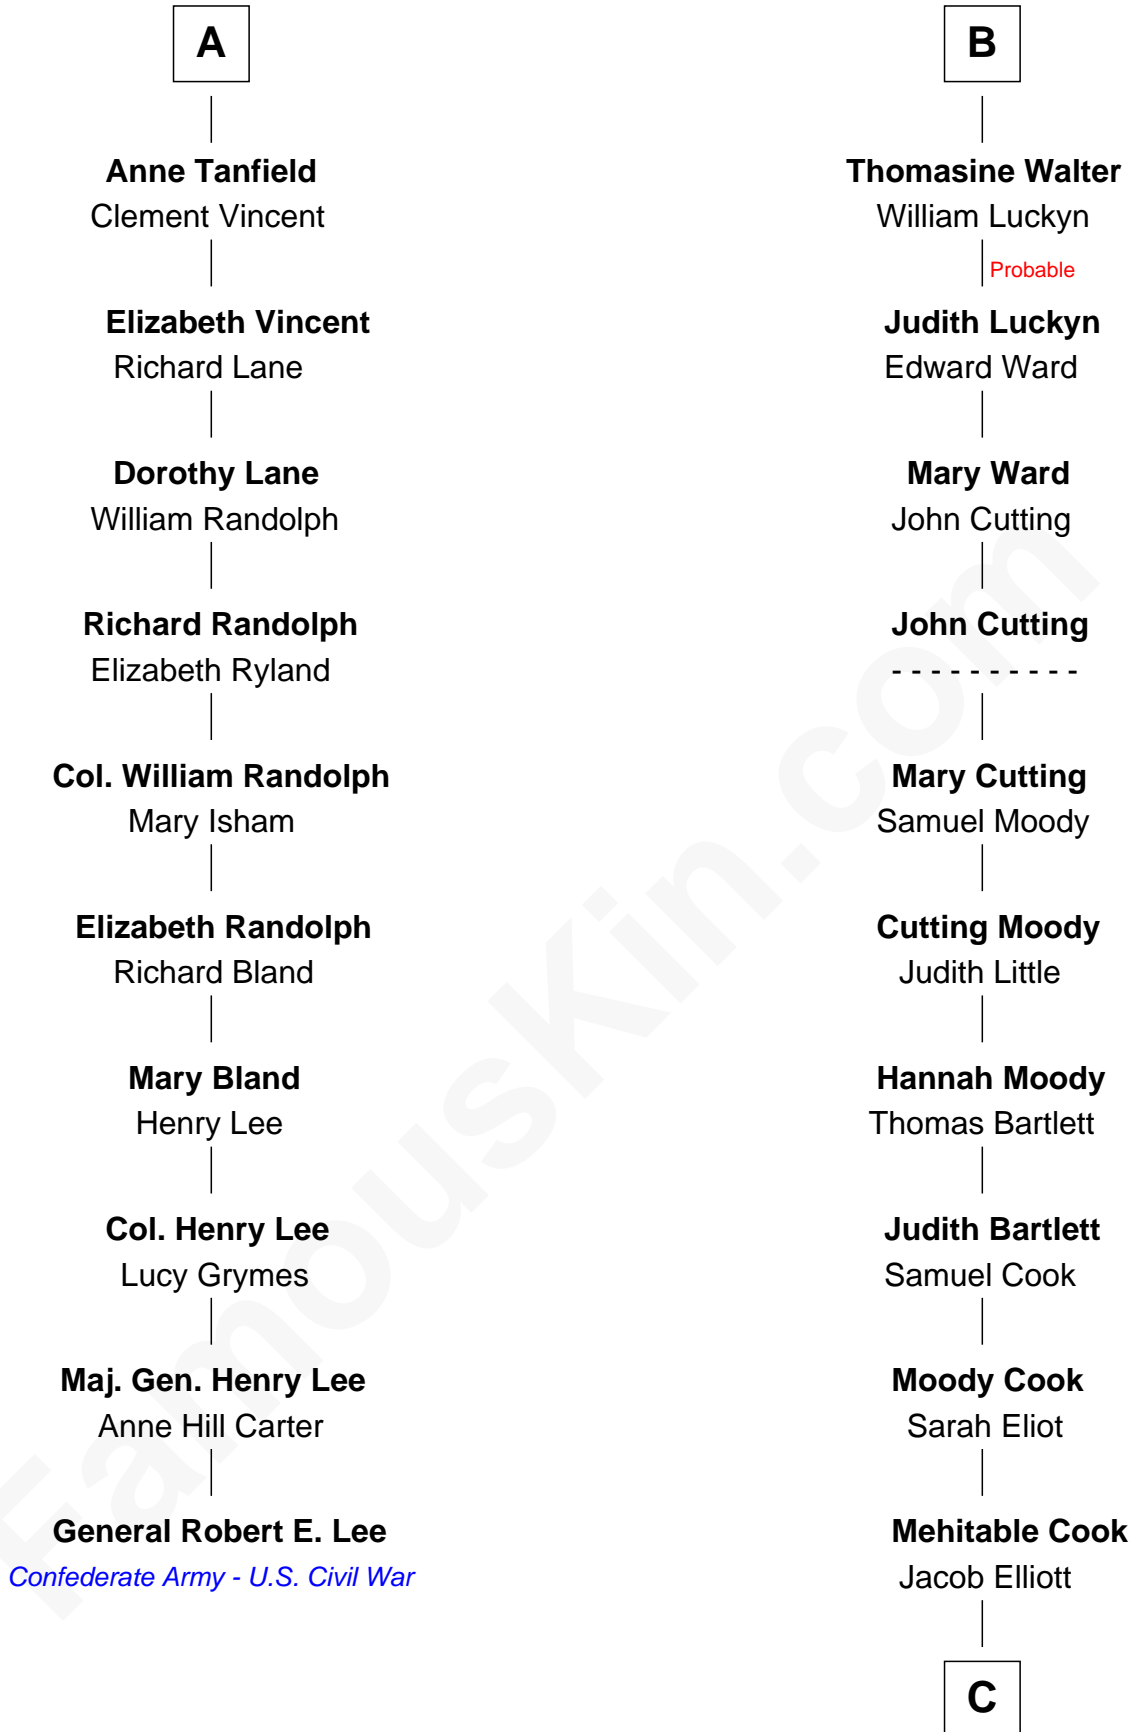 A
Anne Tanfield
Clement Vincent
Elizabeth Vincent
Richard Lane
Dorothy Lane
William Randolph
Richard Randolph
Elizabeth Ryland
Col. William Randolph
Mary Isham
Elizabeth Randolph
Richard Bland
Mary Bland
Henry Lee
Col. Henry Lee
Lucy Grymes
Maj. Gen. Henry Lee
Anne Hill Carter
General Robert E. Lee
Confederate Army - U.S. Civil War
B
Thomasine Walter
William Luckyn
Probable
Judith Luckyn
Edward Ward
Mary Ward
John Cutting
John Cutting
- - - - - - - - - -
Mary Cutting
Samuel Moody
Cutting Moody
Judith Little
Hannah Moody
Thomas Bartlett
Judith Bartlett
Samuel Cook
Moody Cook
Sarah Eliot
Mehitable Cook
Jacob Elliott
C
FamousKin.com